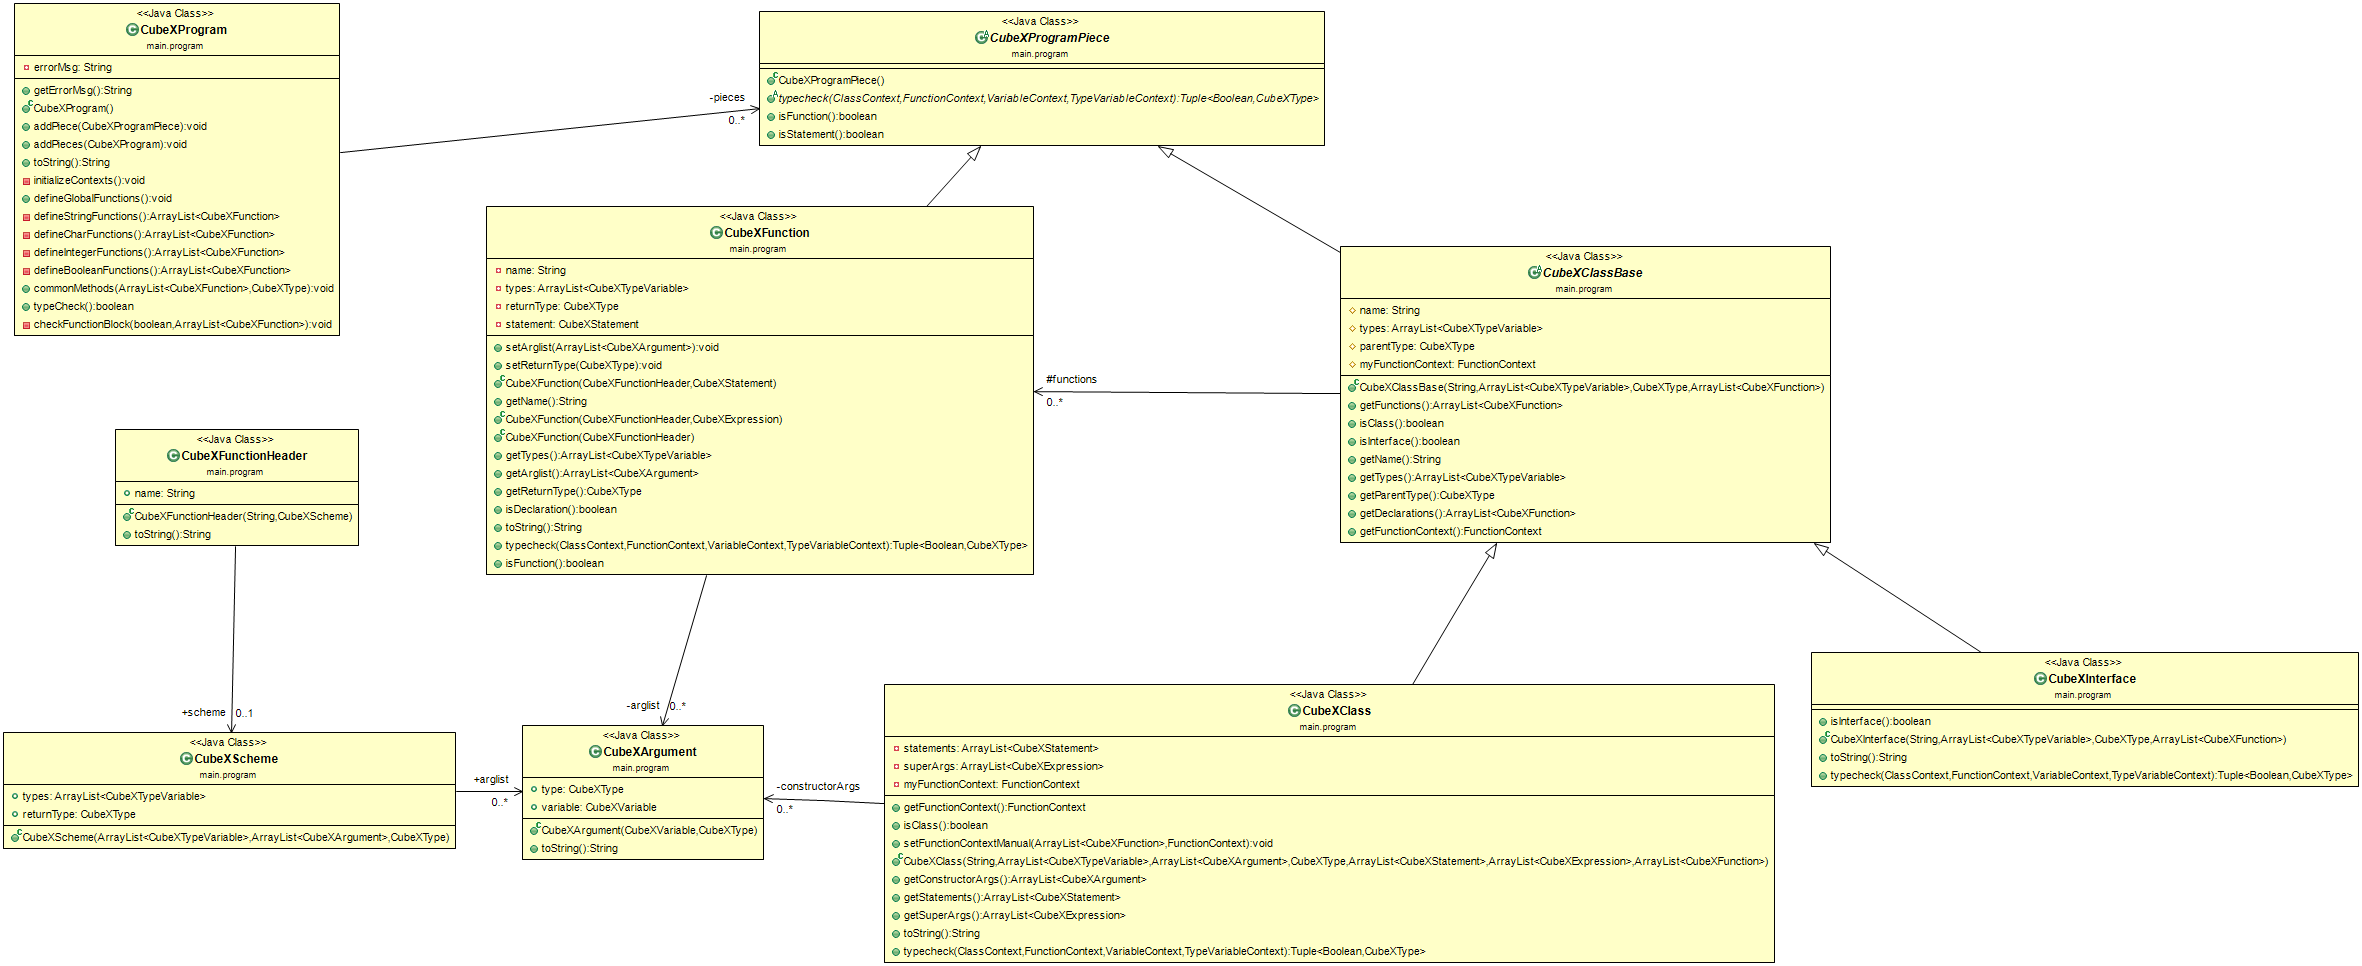 <<Java Class>>
CubeXProgram
main.program
errorMsg: String
getErrorMsg():String
CubeXProgram()
addPiece(CubeXProgramPiece):void
addPieces(CubeXProgram):void
toString():String
initializeContexts():void
defineGlobalFunctions():void
defineStringFunctions():ArrayList<CubeXFunction>
defineCharFunctions():ArrayList<CubeXFunction>
defineIntegerFunctions():ArrayList<CubeXFunction>
defineBooleanFunctions():ArrayList<CubeXFunction>
commonMethods(ArrayList<CubeXFunction>,CubeXType):void
typeCheck():boolean
checkFunctionBlock(boolean,ArrayList<CubeXFunction>):void
-pieces
0..*
<<Java Class>>
CubeXProgramPiece
main.program
CubeXProgramPiece()
typecheck(ClassContext,FunctionContext,VariableContext,TypeVariableContext):Tuple<Boolean,CubeXType>
isFunction():boolean
isStatement():boolean
<<Java Class>>
CubeXFunction
main.program
name: String
types: ArrayList<CubeXTypeVariable>
returnType: CubeXType
statement: CubeXStatement
setArglist(ArrayList<CubeXArgument>):void
setReturnType(CubeXType):void
CubeXFunction(CubeXFunctionHeader,CubeXStatement)
getName():String
CubeXFunction(CubeXFunctionHeader,CubeXExpression)
CubeXFunction(CubeXFunctionHeader)
getTypes():ArrayList<CubeXTypeVariable>
getArglist():ArrayList<CubeXArgument>
getReturnType():CubeXType
isDeclaration():boolean
toString():String
typecheck(ClassContext,FunctionContext,VariableContext,TypeVariableContext):Tuple<Boolean,CubeXType>
isFunction():boolean
#functions
0..*
<<Java Class>>
CubeXClassBase
main.program
name: String
types: ArrayList<CubeXTypeVariable>
parentType: CubeXType
myFunctionContext: FunctionContext
CubeXClassBase(String,ArrayList<CubeXTypeVariable>,CubeXType,ArrayList<CubeXFunction>)
getFunctions():ArrayList<CubeXFunction>
isClass():boolean
isInterface():boolean
getName():String
getTypes():ArrayList<CubeXTypeVariable>
getParentType():CubeXType
getDeclarations():ArrayList<CubeXFunction>
getFunctionContext():FunctionContext
<<Java Class>>
CubeXFunctionHeader
main.program
name: String
CubeXFunctionHeader(String,CubeXScheme)
toString():String
+scheme
0..1
<<Java Class>>
CubeXScheme
main.program
types: ArrayList<CubeXTypeVariable>
returnType: CubeXType
CubeXScheme(ArrayList<CubeXTypeVariable>,ArrayList<CubeXArgument>,CubeXType)
+arglist
0..*
-arglist
0..*
<<Java Class>>
CubeXArgument
main.program
type: CubeXType
variable: CubeXVariable
CubeXArgument(CubeXVariable,CubeXType)
toString():String
-constructorArgs
0..*
<<Java Class>>
CubeXClass
main.program
statements: ArrayList<CubeXStatement>
superArgs: ArrayList<CubeXExpression>
myFunctionContext: FunctionContext
getFunctionContext():FunctionContext
isClass():boolean
setFunctionContextManual(ArrayList<CubeXFunction>,FunctionContext):void
CubeXClass(String,ArrayList<CubeXTypeVariable>,ArrayList<CubeXArgument>,CubeXType,ArrayList<CubeXStatement>,ArrayList<CubeXExpression>,ArrayList<CubeXFunction>)
getConstructorArgs():ArrayList<CubeXArgument>
getStatements():ArrayList<CubeXStatement>
getSuperArgs():ArrayList<CubeXExpression>
toString():String
typecheck(ClassContext,FunctionContext,VariableContext,TypeVariableContext):Tuple<Boolean,CubeXType>
<<Java Class>>
CubeXInterface
main.program
isInterface():boolean
CubeXInterface(String,ArrayList<CubeXTypeVariable>,CubeXType,ArrayList<CubeXFunction>)
toString():String
typecheck(ClassContext,FunctionContext,VariableContext,TypeVariableContext):Tuple<Boolean,CubeXType>